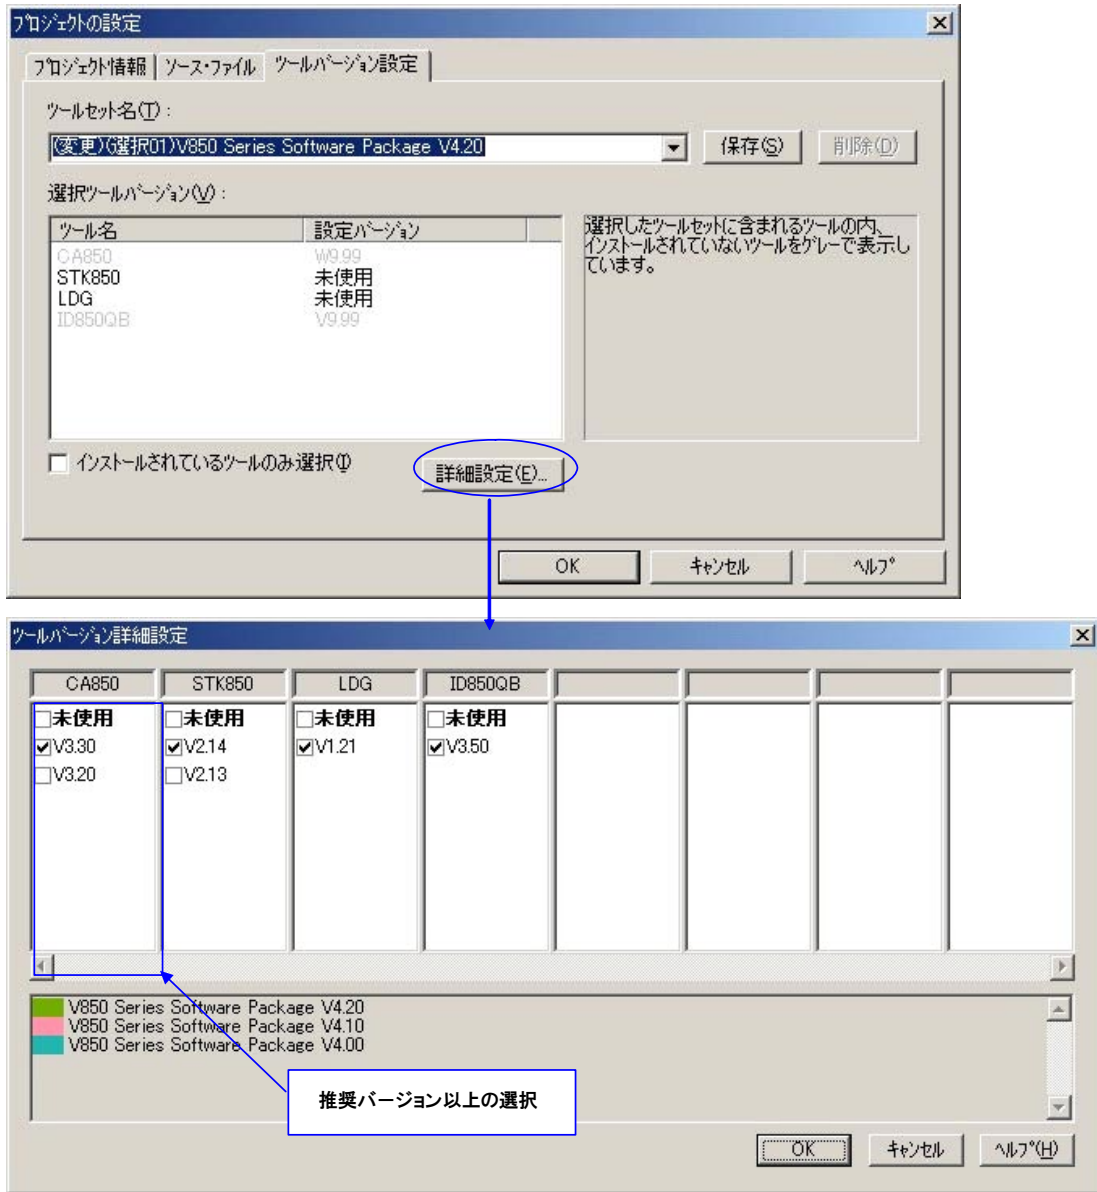 プロジェクトの設定
プロジェクト情報 ソース・ファイル ツールバージョン設定
ツールセット名(T) :
(変更)(選択01)V850 Series Software Package V4.20 保存(S) 削除(D)
選択ツールバージョン(V) :
ツール名 設定バージョン
CA850 W9.99
STK850 未使用
LDG 未使用
ID850QB V9.99
選択したツールセットに含まれるツールの内、
インストールされていないツールをグレーで表示し
ています。
インストールされているツールのみ選択(I) 詳細設定(E)...
OK キャンセル ヘルプ
ツールバージョン詳細設定
CA850 STK850 LDG ID850QB
未使用 未使用 未使用 未使用
V3.30 V2.14 V1.21 V3.50
V3.20 V2.13
V850 Series Software Package V4.20
V850 Series Software Package V4.10
V850 Series Software Package V4.00
推奨バージョン以上の選択
OK キャンセル ヘルプ(H)